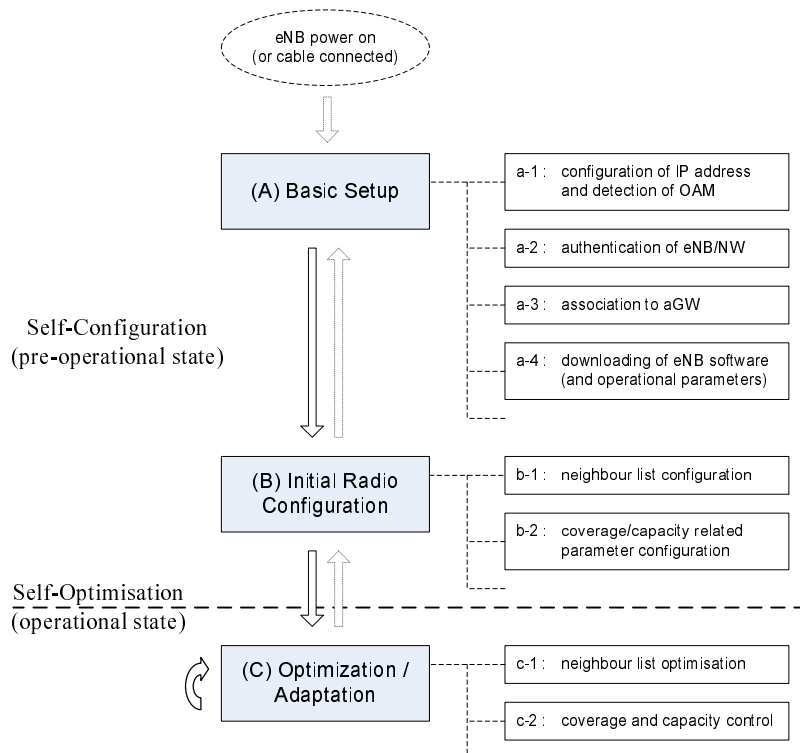 eNB power on
(or cable connected)
(A) Basic Setup
a-1 : configuration of IP address
and detection of OAM
a-2 : authentication of eNB/NW
a-3 : association to aGW
a-4 : downloading of eNB software
(and operational parameters)
Self-Configuration
(pre-operational state)
(B) Initial Radio
Configuration
b-1 : neighbour list configuration
b-2 : coverage/capacity related
parameter configuration
Self-Optimisation
(operational state)
(C) Optimization /
Adaptation
c-1 : neighbour list optimisation
c-2 : coverage and capacity control